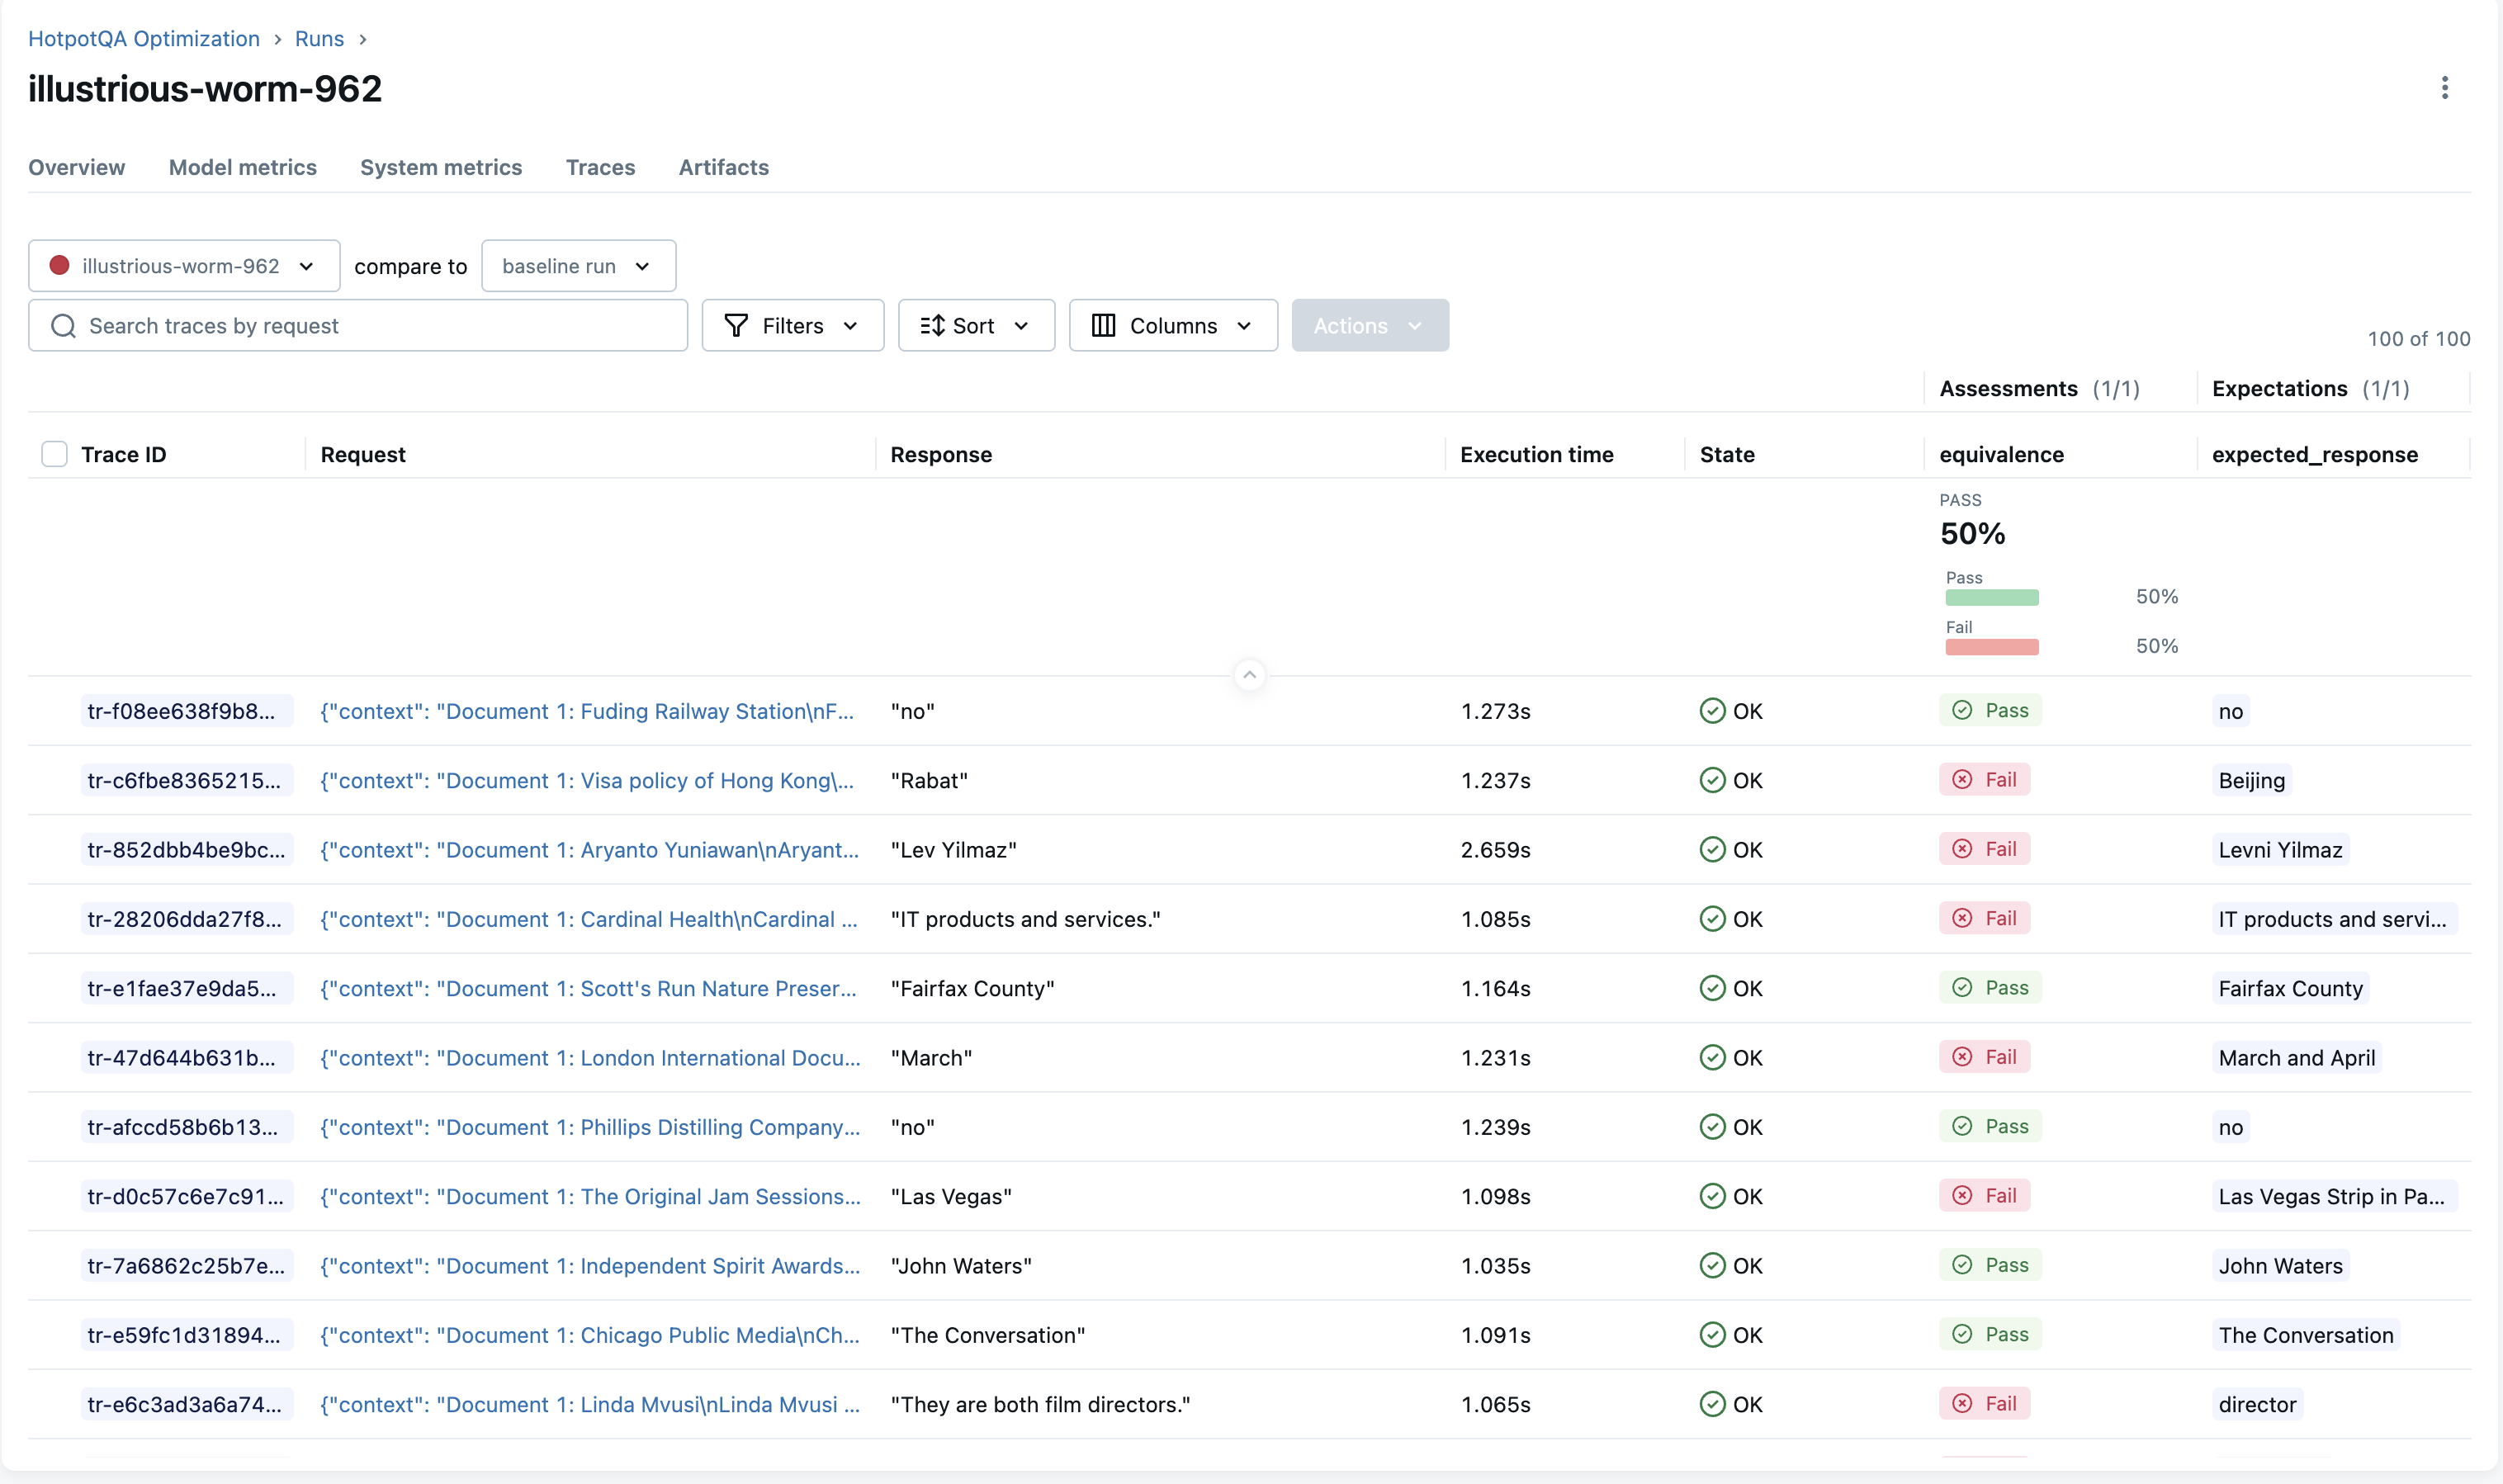 HotpotQA Optimization > Runs >
illustrious-worm-962
Overview Model metrics System metrics Traces Artifacts
illustrious-worm-962 compare to baseline run
Search traces by request Filters Sort Columns Actions
100 of 100
Assessments (1/1) Expectations (1/1)
Trace ID Request Response Execution time State equivalence expected_response
PASS
50%
Pass
50%
Fail
50%
tr-f08ee638f9b8... {"context": "Document 1: Fuding Railway Station\nF... "no" 1.273s OK Pass no
tr-c6fbe8365215... {"context": "Document 1: Visa policy of Hong Kong\... "Rabat" 1.237s OK Fail Beijing
tr-852dbb4be9bc... {"context": "Document 1: Aryanto Yuniawan\nAryant... "Lev Yilmaz" 2.659s OK Fail Levni Yilmaz
tr-28206dda27f8... {"context": "Document 1: Cardinal Health\nCardinal ... "IT products and services." 1.085s OK Fail IT products and servi...
tr-e1fae37e9da5... {"context": "Document 1: Scott's Run Nature Preser... "Fairfax County" 1.164s OK Pass Fairfax County
tr-47d644b631b... {"context": "Document 1: London International Docu... "March" 1.231s OK Fail March and April
tr-afccd58b6b13... {"context": "Document 1: Phillips Distilling Company... "no" 1.239s OK Pass no
tr-d0c57c6e7c91... {"context": "Document 1: The Original Jam Sessions... "Las Vegas" 1.098s OK Fail Las Vegas Strip in Pa...
tr-7a6862c25b7e... {"context": "Document 1: Independent Spirit Awards... "John Waters" 1.035s OK Pass John Waters
tr-e59fc1d31894... {"context": "Document 1: Chicago Public Media\nCh... "The Conversation" 1.091s OK Pass The Conversation
tr-e6c3ad3a6a74... {"context": "Document 1: Linda Mvusi\nLinda Mvusi ... "They are both film directors." 1.065s OK Fail director